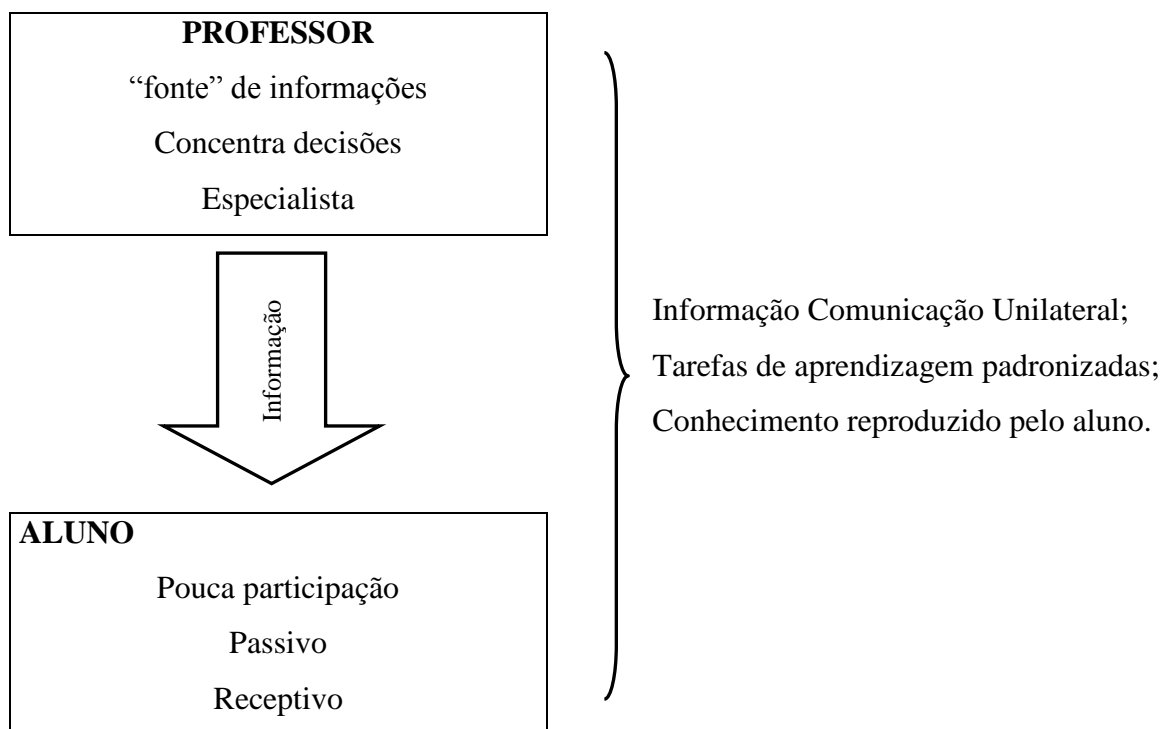 PROFESSOR
“fonte” de informações
Concentra decisões
Especialista
Informação
Informação Comunicação Unilateral;
Tarefas de aprendizagem padronizadas;
Conhecimento reproduzido pelo aluno.
ALUNO
Pouca participação
Passivo
Receptivo